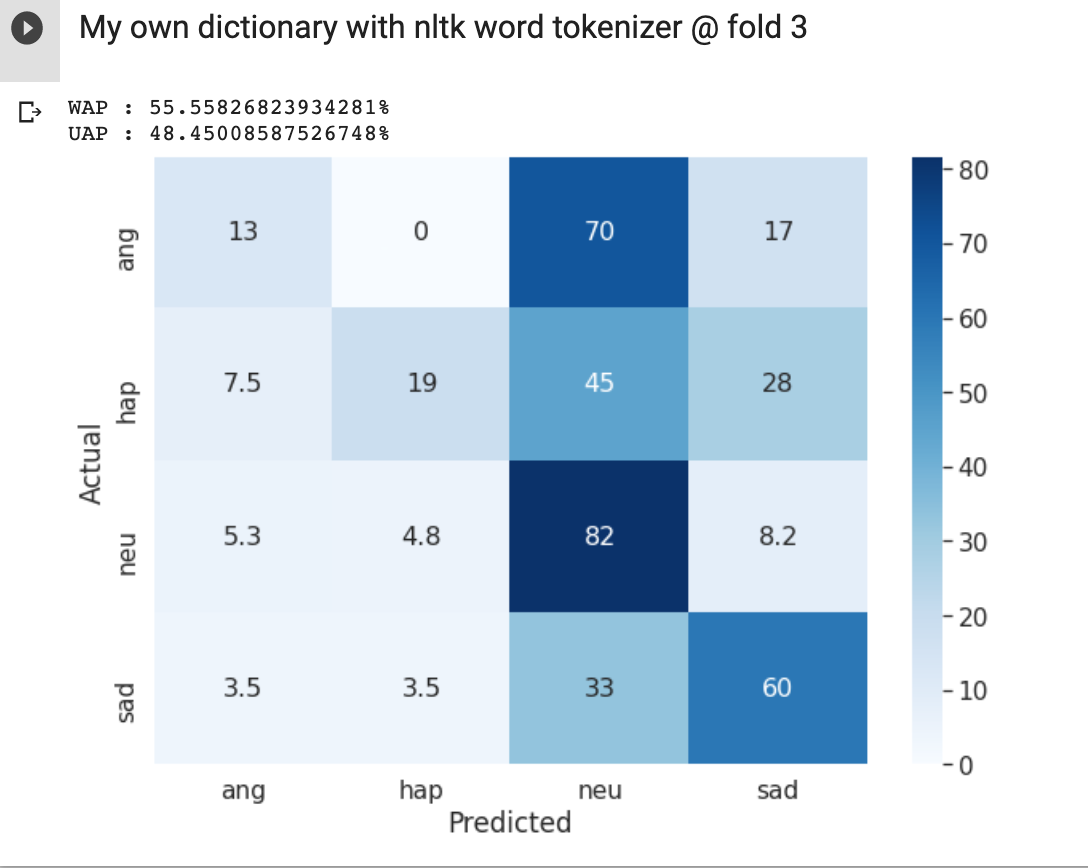 My own dictionary with nltk word tokenizer @ fold 3
WAP : 55.55826823934281%
UAP : 48.45008587526748%
ang 13 0 70 17
hap 7.5 19 45 28
neu 5.3 4.8 82 8.2
sad 3.5 3.5 33 60
ang hap neu sad
Actual
Predicted
80
70
60
50
40
30
20
10
0